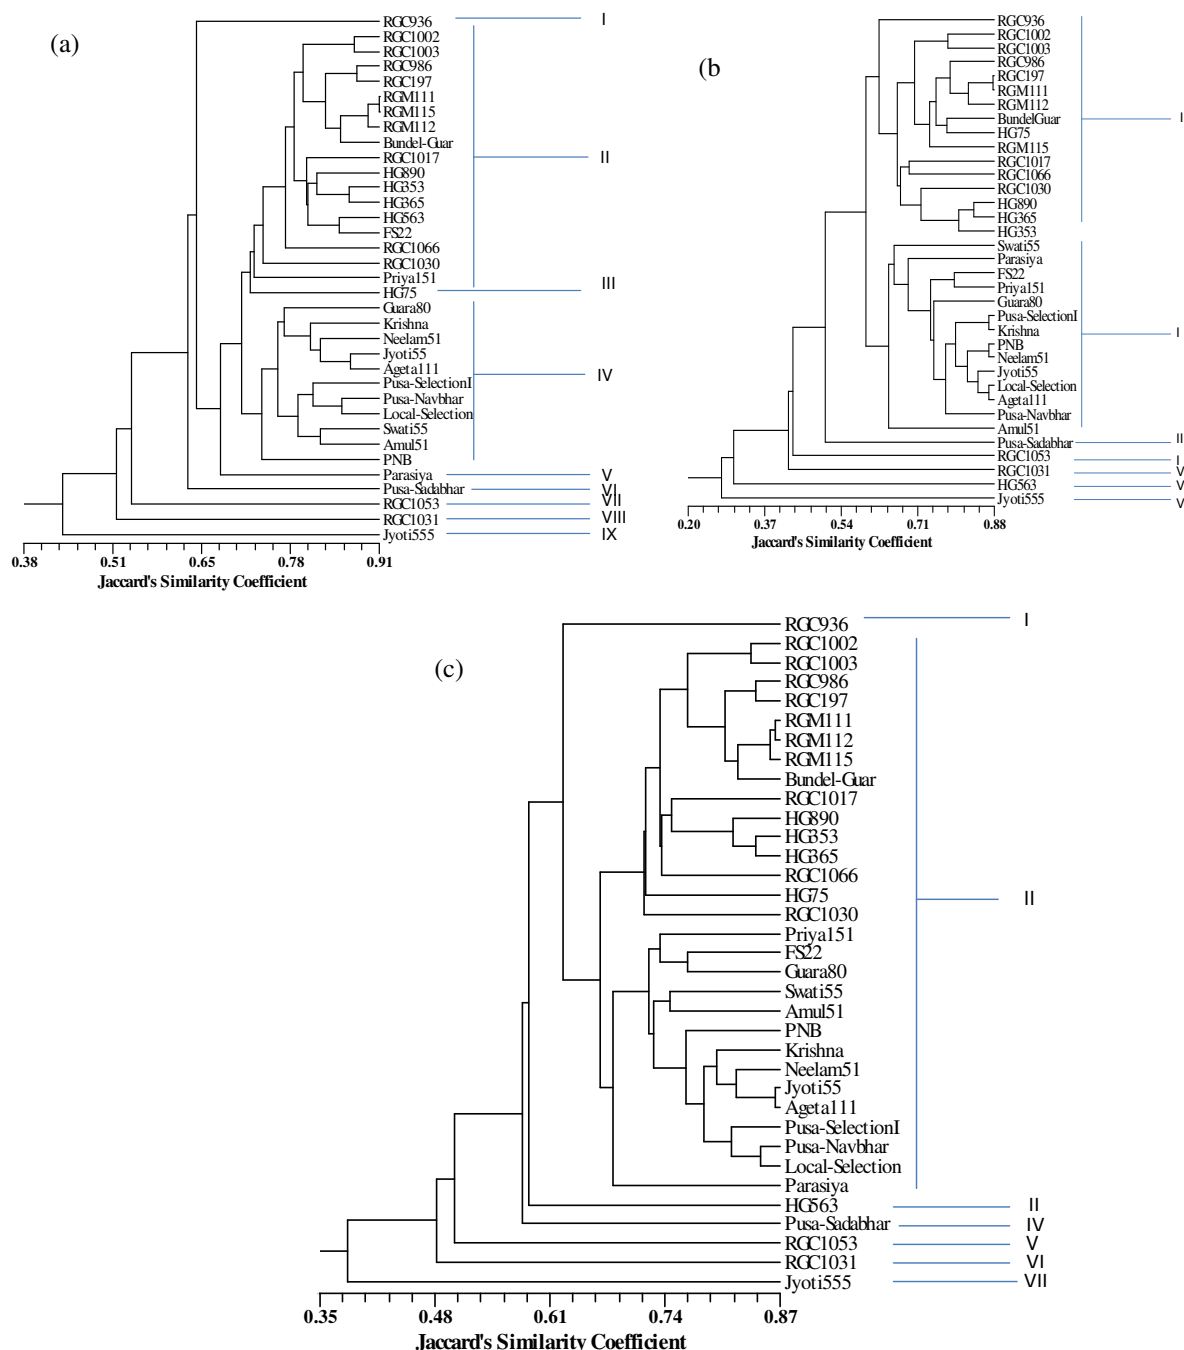 (a)
RGC936 I
RGC1002
RGC1003
RGC986
RGC197
RGM111
RGM115
RGM112
Bundel-Guar
RGC1017 II
HG890
HG353
HG365
HG563
FS22
RGC1066
RGC1030
Priya151
HG75 III
Guara80
Krishna
Neelam51
Jyoti55
Ageta111 IV
Pusa-SelectionI
Pusa-Navbhar
Local-Selection
Swati55
Amul51
PNB
Parasiya V
Pusa-Sadabhar VI
RGC1053 VII
RGC1031 VIII
Jyoti555 IX
0.38 0.51 0.65 0.78 0.91
Jaccard's Similarity Coefficient
(b
RGC936
RGC1002
RGC1003
RGC986
RGC197
RGM111
RGM112
BundelGuar I
HG75
RGM115
RGC1017
RGC1066
RGC1030
HG890
HG365
HG353
Swati55
Parasiya
FS22
Priya151
Guara80
Pusa-SelectionI
Krishna I
PNB
Neelam51
Jyoti55
Local-Selection
Ageta111
Pusa-Navbhar
Amul51
Pusa-Sadabhar II
RGC1053 I
RGC1031 V
HG563 V
Jyoti555 V
0.20 0.37 0.54 0.71 0.88
Jaccard's Similarity Coefficient
(c)
RGC936 I
RGC1002
RGC1003
RGC986
RGC197
RGM111
RGM112
RGM115
Bundel-Guar
RGC1017
HG890
HG353
HG365
RGC1066
HG75 II
RGC1030
Priya151
FS22
Guara80
Swati55
Amul51
PNB
Krishna
Neelam51
Jyoti55
Ageta111
Pusa-SelectionI
Pusa-Navbhar
Local-Selection
Parasiya
HG563 II
Pusa-Sadabhar IV
RGC1053 V
RGC1031 VI
Jyoti555 VII
0.35 0.48 0.61 0.74 0.87
Jaccard's Similarity Coefficient